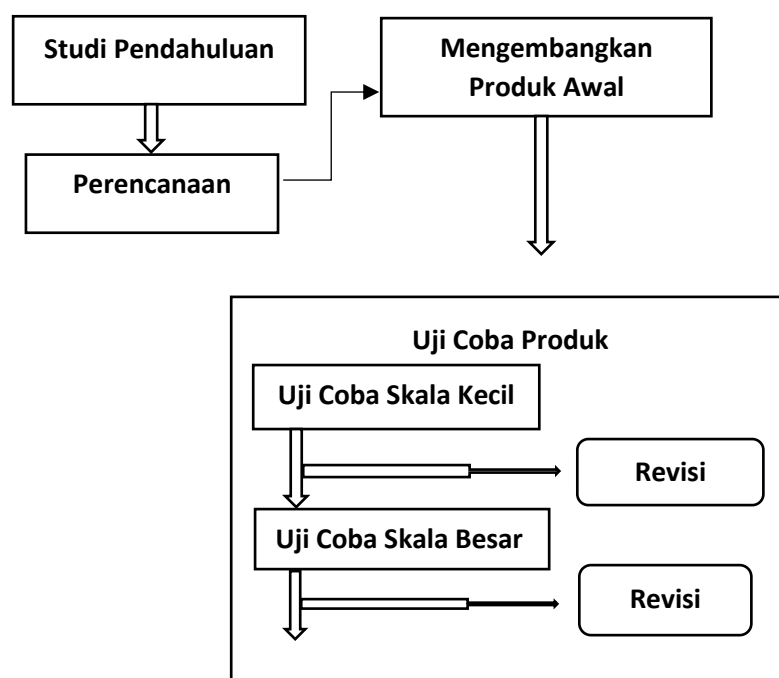 Studi Pendahuluan
Perencanaan
Mengembangkan
Produk Awal
Uji Coba Produk
Uji Coba Skala Kecil
Revisi
Uji Coba Skala Besar
Revisi